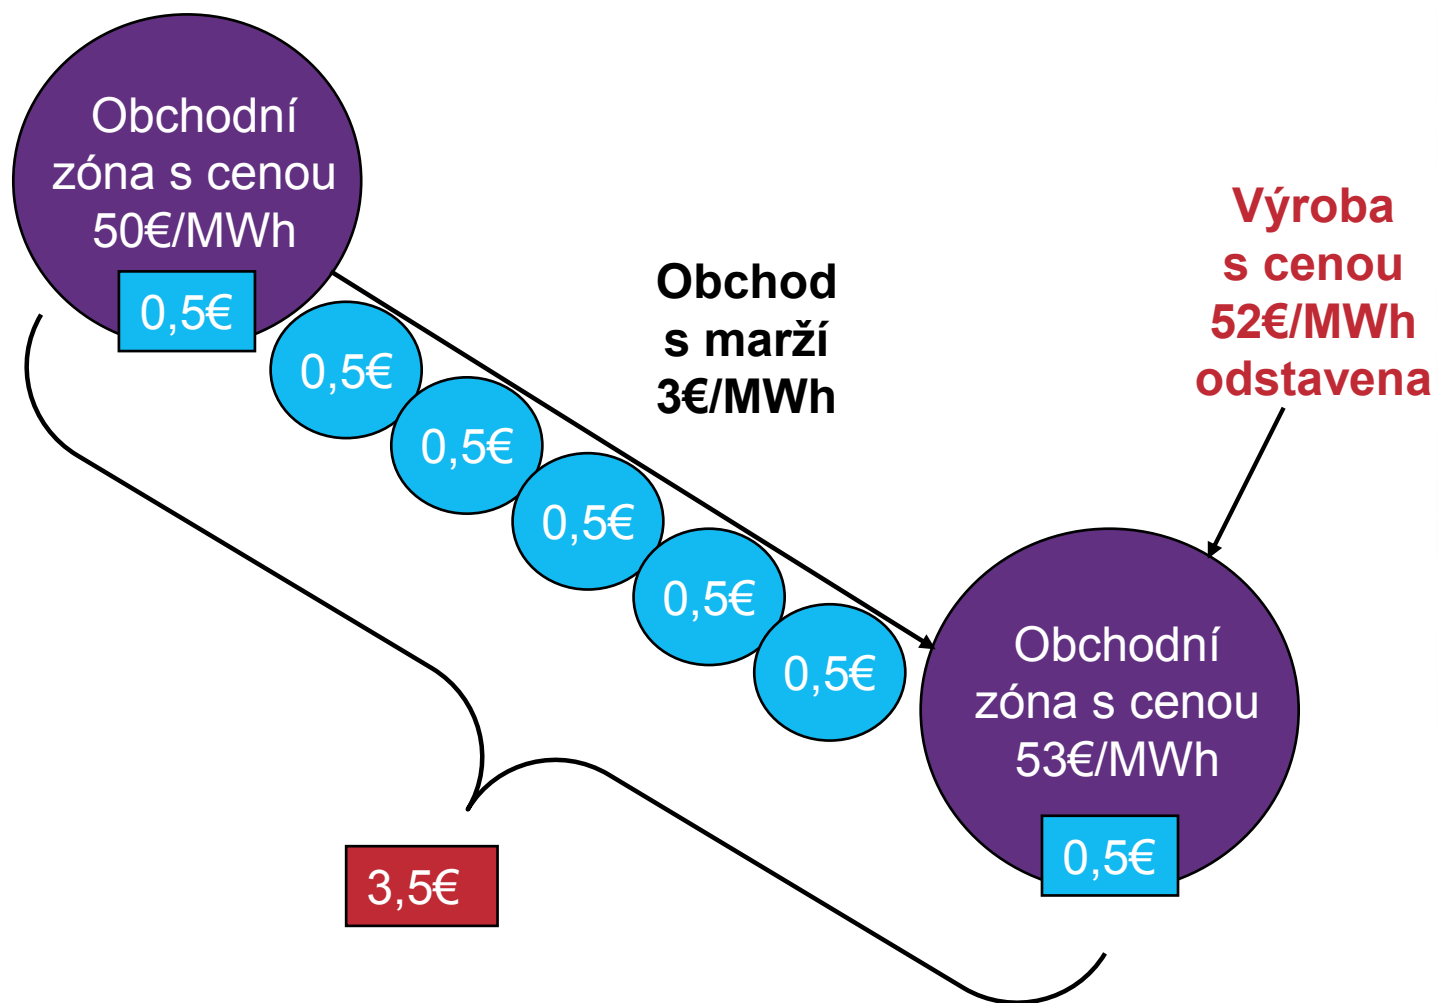 Obchodní
zóna s cenou
50€/MWh
0,5€
0,5€
0,5€
0,5€
0,5€
0,5€
Obchod
s marží
3€/MWh
Výroba
s cenou
52€/MWh
odstavena
Obchodní
zóna s cenou
53€/MWh
0,5€
3,5€